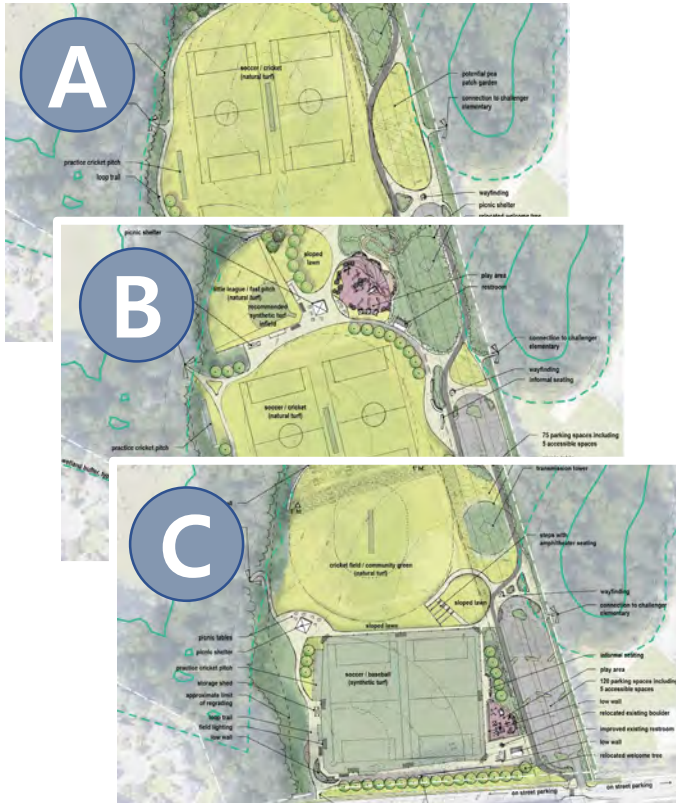 A
soccer / cricket
(natural turf)
potential pea
patch garden
connection to challenger
elementary
practice cricket pitch
loop trail
wayfinding
picnic shelter
relocated welcome tree
B
picnic shelter
sloped
lawn
little league / fast pitch
(natural turf)
recommended
synthetic turf
infield
play area
restroom
connection to challenger
elementary
wayfinding
informal seating
soccer / cricket
(natural turf)
practice cricket pitch
75 parking spaces including
5 accessible spaces
C
transmission tower
steps with
amphitheater seating
cricket field / community green
(natural turf)
sloped lawn
wayfinding
connection to challenger
elementary
sloped lawn
picnic tables
picnic shelter
practice cricket pitch
storage shed
approximate limit
of regrading
loop trail
field lighting
low wall
soccer / baseball
(synthetic turf)
informal seating
play area
120 parking spaces including
5 accessible spaces
low wall
relocated existing boulder
improved existing restroom
low wall
relocated welcome tree
on street parking
on street parking